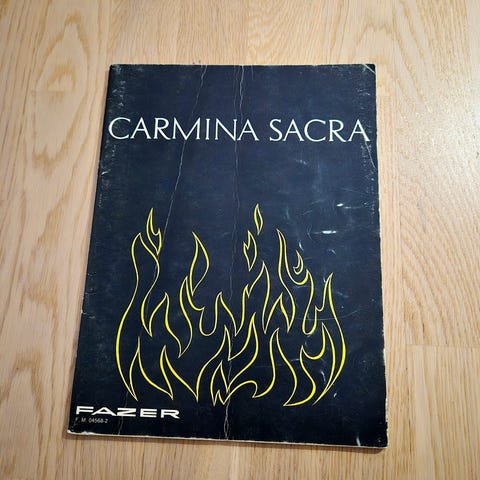 CARMINA SACRA
FAZER
F. M. 04568-2